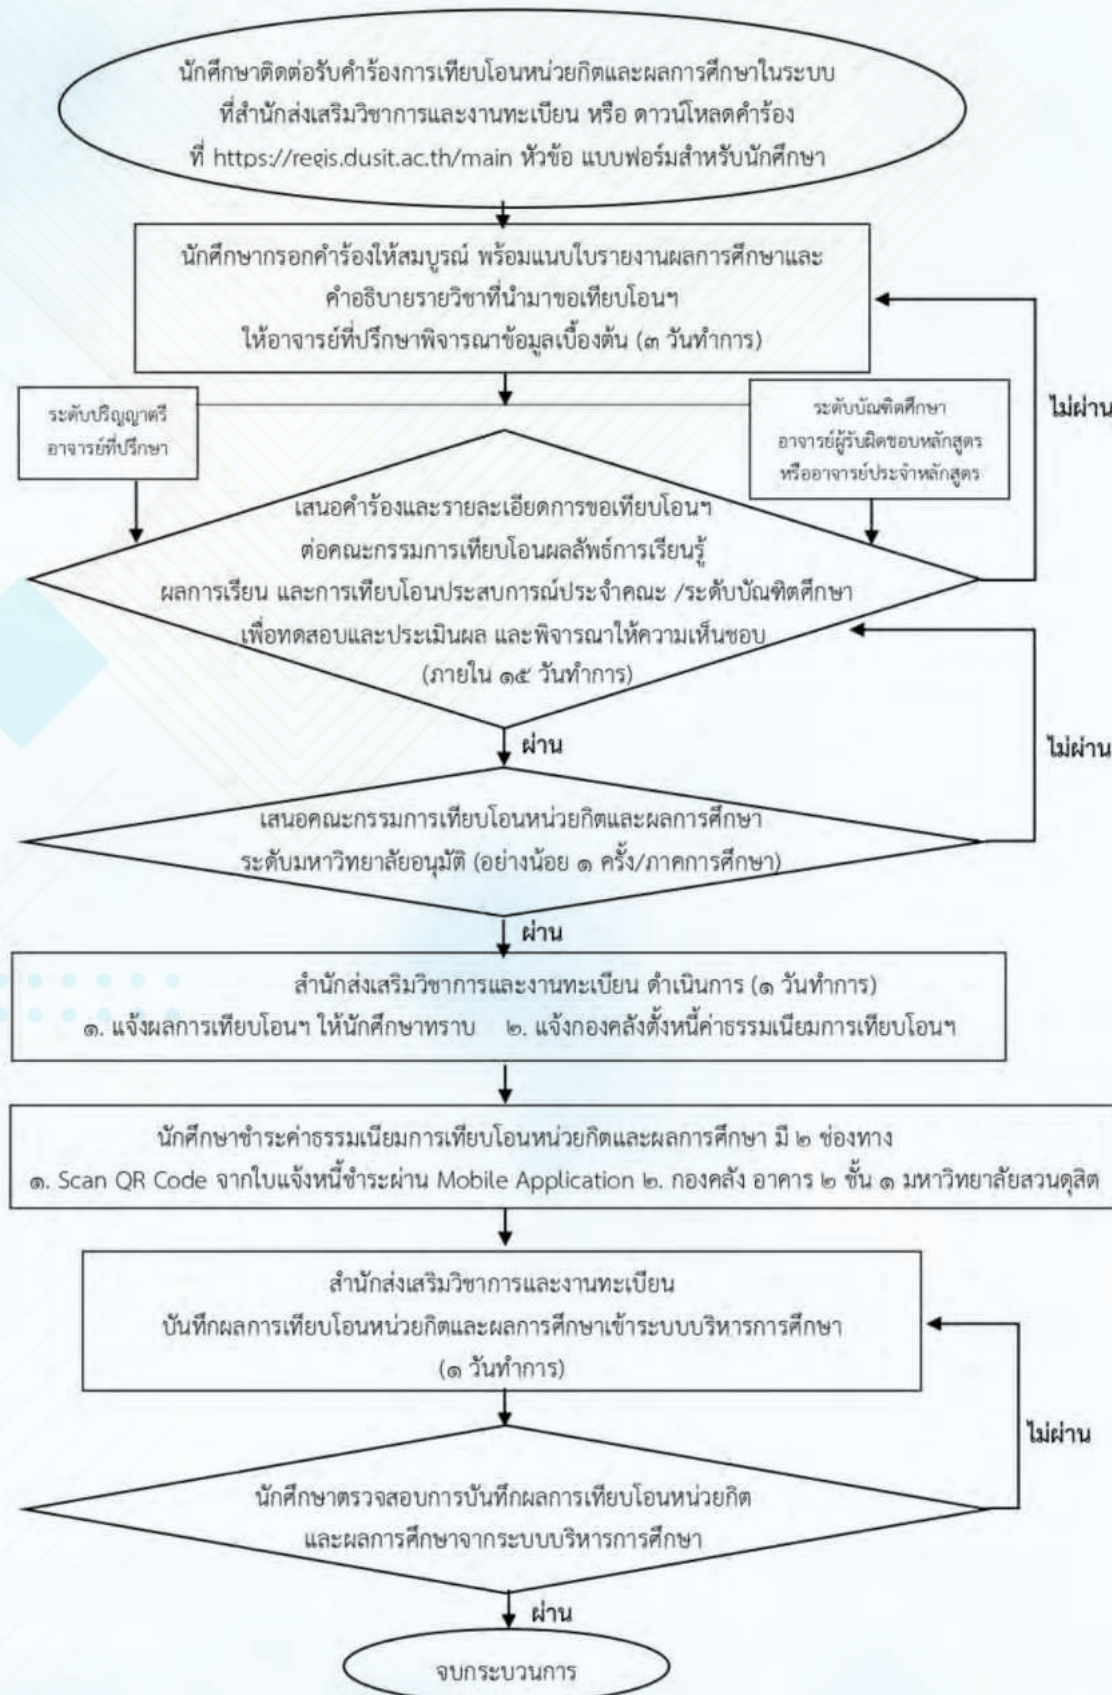 นักศึกษาติดต่อรับคำร้องการเทียบโอนหน่วยกิตและผลการศึกษาในระบบ
ที่สำนักส่งเสริมวิชาการและงานทะเบียน หรือ ดาวน์โหลดคำร้อง
ที่ https://regis.dusit.ac.th/main หัวข้อ แบบฟอร์มสำหรับนักศึกษา
นักศึกษากรอกคำร้องให้สมบูรณ์ พร้อมแนบใบรายงานผลการศึกษาและ
คำอธิบายรายวิชาที่นำมาขอเทียบโอนฯ
ให้อาจารย์ที่ปรึกษาพิจารณาข้อมูลเบื้องต้น (๓ วันทำการ)
ระดับปริญญาตรี
อาจารย์ที่ปรึกษา
ระดับบัณฑิตศึกษา
อาจารย์ผู้รับผิดชอบหลักสูตร
หรืออาจารย์ประจำหลักสูตร
ไม่ผ่าน
เสนอคำร้องและรายละเอียดการขอเทียบโอนฯ
ต่อคณะกรรมการเทียบโอนผลลัพธ์การเรียนรู้
ผลการเรียน และการเทียบโอนประสบการณ์ประจำคณะ /ระดับบัณฑิตศึกษา
เพื่อทดสอบและประเมินผล และพิจารณาให้ความเห็นชอบ
(ภายใน ๑๕ วันทำการ)
ผ่าน
ไม่ผ่าน
เสนอคณะกรรมการเทียบโอนหน่วยกิตและผลการศึกษา
ระดับมหาวิทยาลัยอนุมัติ (อย่างน้อย ๑ ครั้ง/ภาคการศึกษา)
ผ่าน
สำนักส่งเสริมวิชาการและงานทะเบียน ดำเนินการ (๑ วันทำการ)
๑. แจ้งผลการเทียบโอนฯ ให้นักศึกษาทราบ ๒. แจ้งกองคลังตั้งหนี้ค่าธรรมเนียมการเทียบโอนฯ
นักศึกษาชำระค่าธรรมเนียมการเทียบโอนหน่วยกิตและผลการศึกษา มี ๒ ช่องทาง
๑. Scan QR Code จากใบแจ้งหนี้ชำระผ่าน Mobile Application ๒. กองคลัง อาคาร ๒ ชั้น ๑ มหาวิทยาลัยสวนดุสิต
สำนักส่งเสริมวิชาการและงานทะเบียน
บันทึกผลการเทียบโอนหน่วยกิตและผลการศึกษาเข้าระบบบริหารการศึกษา
(๑ วันทำการ)
ไม่ผ่าน
นักศึกษาตรวจสอบการบันทึกผลการเทียบโอนหน่วยกิต
และผลการศึกษาจากระบบบริหารการศึกษา
ผ่าน
จบกระบวนการ